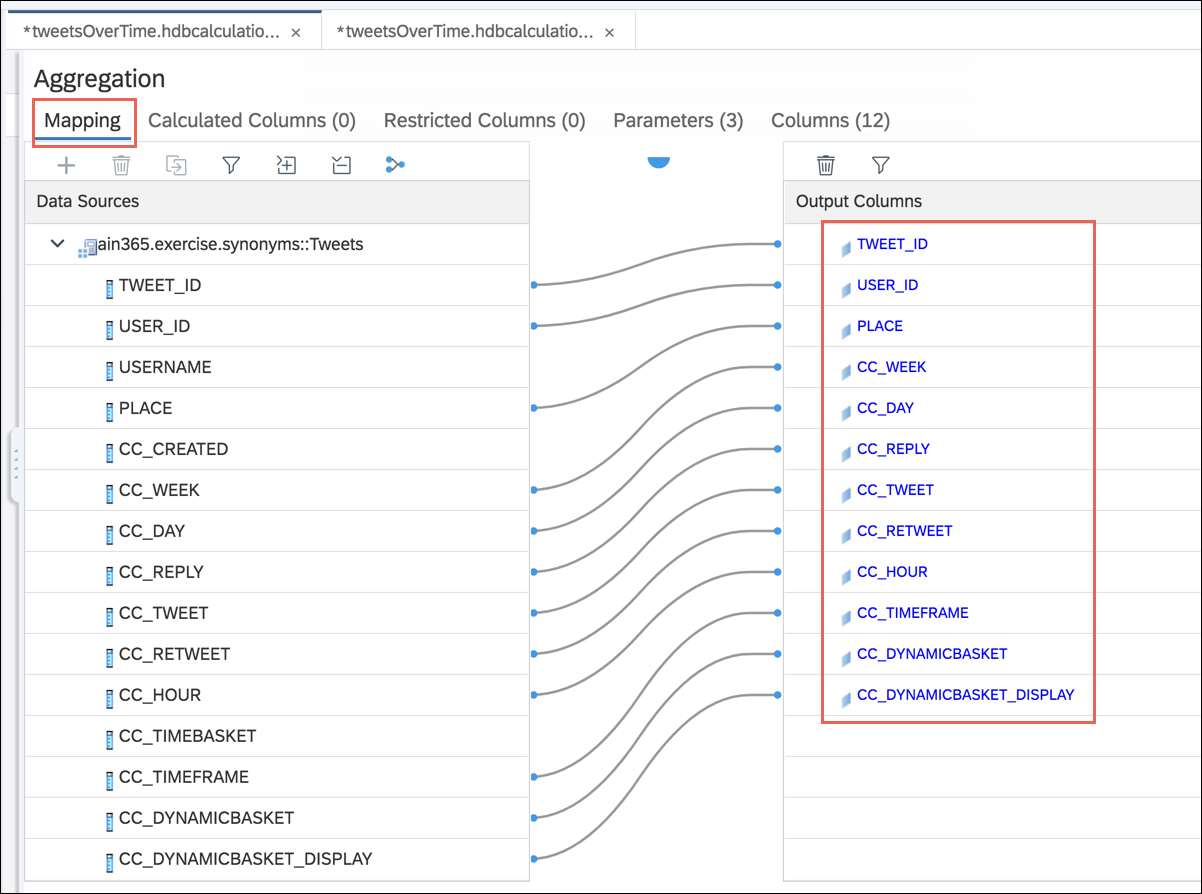 *tweetsOverTime.hdbcalculatio... × *tweetsOverTime.hdbcalculatio... ×
Aggregation
Mapping Calculated Columns (0) Restricted Columns (0) Parameters (3) Columns (12)
Data Sources
ain365.exercise.synonyms::Tweets
TWEET_ID
USER_ID
USERNAME
PLACE
CC_CREATED
CC_WEEK
CC_DAY
CC_REPLY
CC_TWEET
CC_RETWEET
CC_HOUR
CC_TIMEBASKET
CC_TIMEFRAME
CC_DYNAMICBASKET
CC_DYNAMICBASKET_DISPLAY
Output Columns
TWEET_ID
USER_ID
PLACE
CC_WEEK
CC_DAY
CC_REPLY
CC_TWEET
CC_RETWEET
CC_HOUR
CC_TIMEFRAME
CC_DYNAMICBASKET
CC_DYNAMICBASKET_DISPLAY